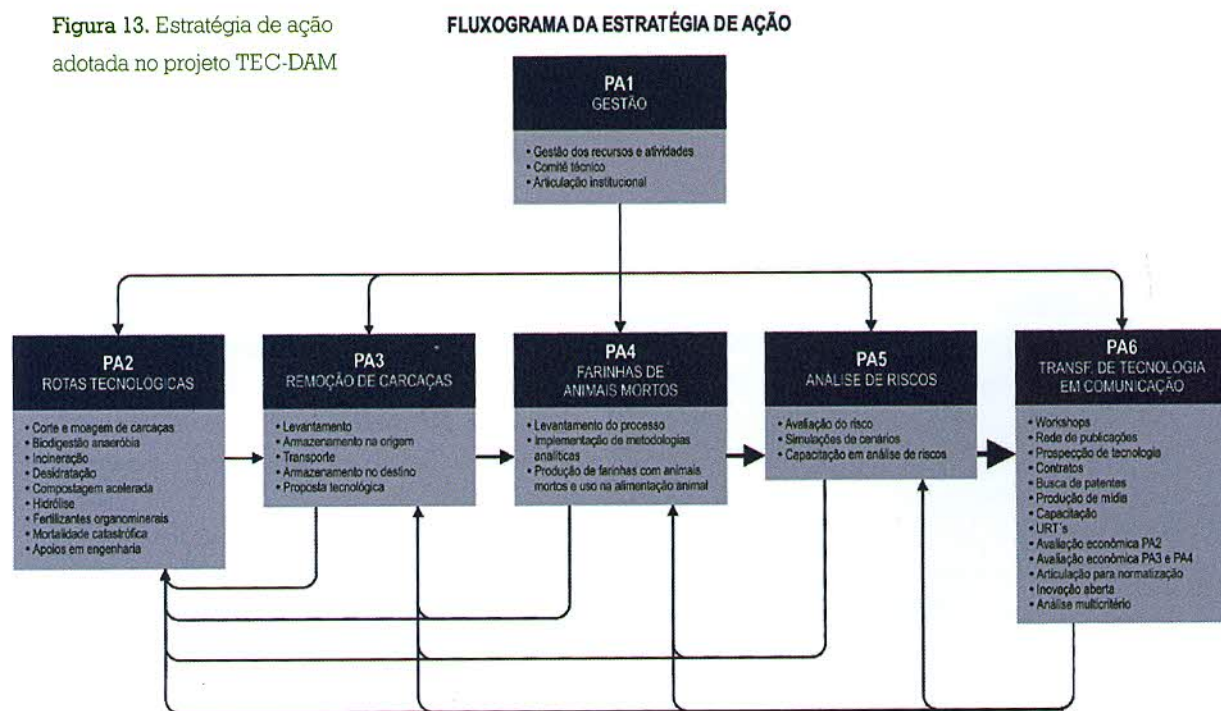 Figura 13. Estratégia de ação
adotada no projeto TEC-DAM
FLUXOGRAMA DA ESTRATÉGIA DE AÇÃO
PA1
GESTÃO
• Gestão dos recursos e atividades
• Comitê técnico
• Articulação institucional
PA2
ROTAS TECNOLÓGICAS
• Corte e moagem de carcaças
• Biodigestão anaeróbia
• Incineração
• Desidratação
• Compostagem acelerada
• Hidrólise
• Fertilizantes organominerais
• Mortalidade catastrófica
• Apoios em engenharia
PA3
REMOÇÃO DE CARCAÇAS
• Levantamento
• Armazenamento na origem
• Transporte
• Armazenamento no destino
• Proposta tecnológica
PA4
FARINHAS DE
ANIMAIS MORTOS
• Levantamento do processo
• Implementação de metodologias
analíticas
• Produção de farinhas com animais
mortos e uso na alimentação animal
PA5
ANÁLISE DE RISCOS
• Avaliação do risco
• Simulações de cenários
• Capacitação em análise de riscos
PA6
TRANSF. DE TECNOLOGIA
EM COMUNICAÇÃO
• Workshops
• Rede de publicações
• Prospecção de tecnologia
• Contratos
• Busca de patentes
• Produção de mídia
• Capacitação
• URT´s
• Avaliação econômica PA2
• Avaliação econômica PA3 e PA4
• Articulação para normatização
• Inovação aberta
• Análise multicritério